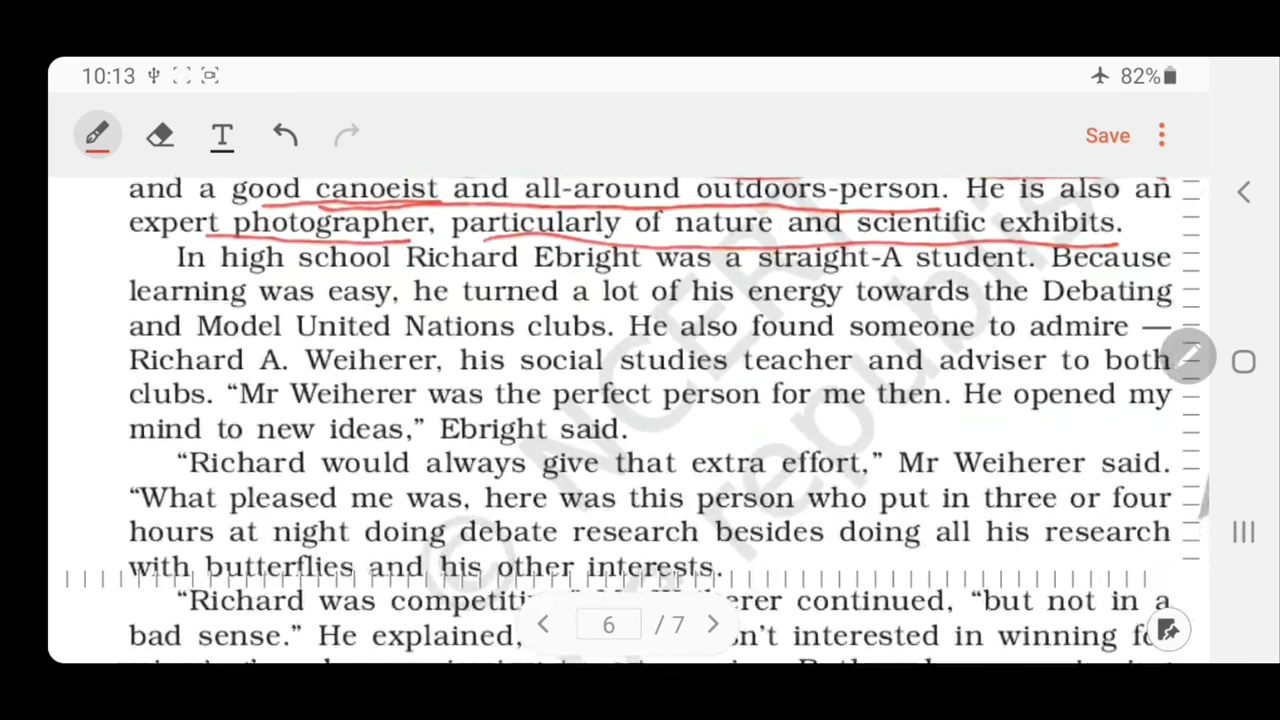 10:13
82%
Save
and a good canoeist and all-around outdoors-person. He is also an
expert photographer, particularly of nature and scientific exhibits.
In high school Richard Ebright was a straight-A student. Because
learning was easy, he turned a lot of his energy towards the Debating
and Model United Nations clubs. He also found someone to admire —
Richard A. Weiherer, his social studies teacher and adviser to both
clubs. “Mr Weiherer was the perfect person for me then. He opened my
mind to new ideas,” Ebright said.
“Richard would always give that extra effort,” Mr Weiherer said.
“What pleased me was, here was this person who put in three or four
hours at night doing debate research besides doing all his research
with butterflies and his other interests.
“Richard was continued, “but not in a
bad sense.” He explained, interested in winning
6 / 7
© NCERT
republis